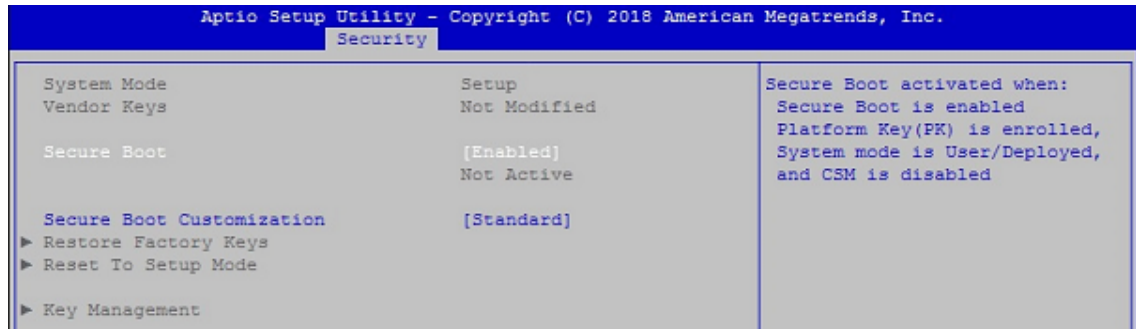 Aptio Setup Utility – Copyright (C) 2018 American Megatrends, Inc.
Security
System Mode Setup
Vendor Keys Not Modified
Secure Boot [Enabled]
Not Active
Secure Boot Customization [Standard]
▶ Restore Factory Keys
▶ Reset To Setup Mode
▶ Key Management
Secure Boot activated when:
Secure Boot is enabled
Platform Key(PK) is enrolled,
System mode is User/Deployed,
and CSM is disabled